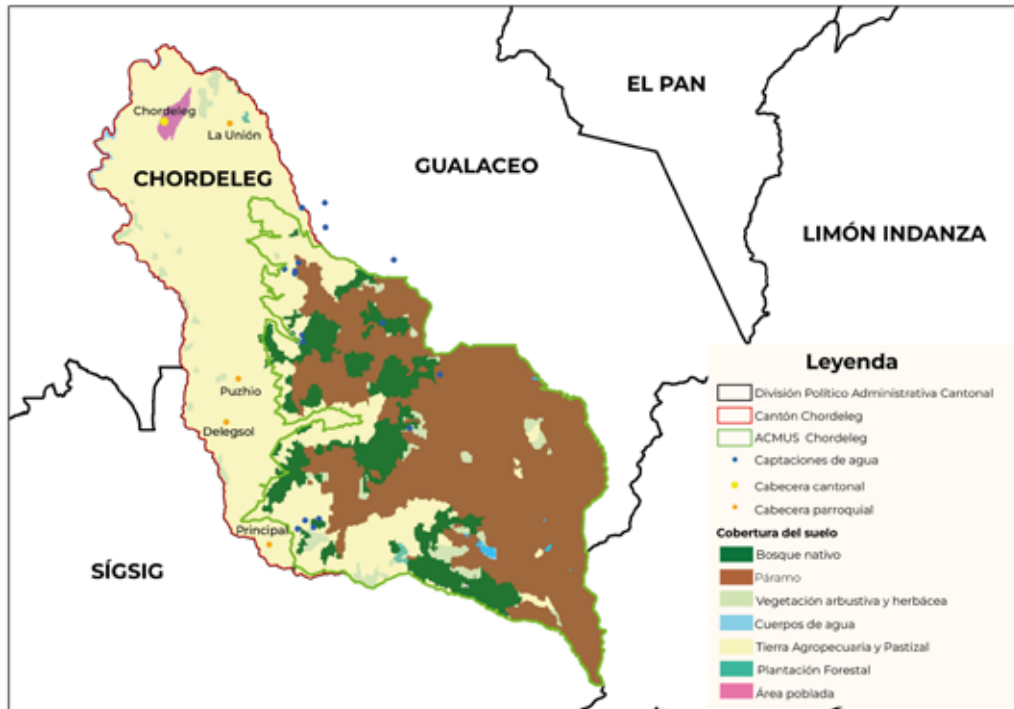 EL PAN
Chordeleg
La Unión
GUALACEO
CHORDELEG
LIMÓN INDANZA
Puzhio
Delegsol
Principal
SÍGSIG
Leyenda
División Político Administrativa Cantonal
Cantón Chordeleg
ACMUS Chordeleg
Captaciones de agua
Cabecera cantonal
Cabecera parroquial
Cobertura del suelo
Bosque nativo
Páramo
Vegetación arbustiva y herbácea
Cuerpos de agua
Tierra Agropecuaria y Pastizal
Plantación Forestal
Área poblada